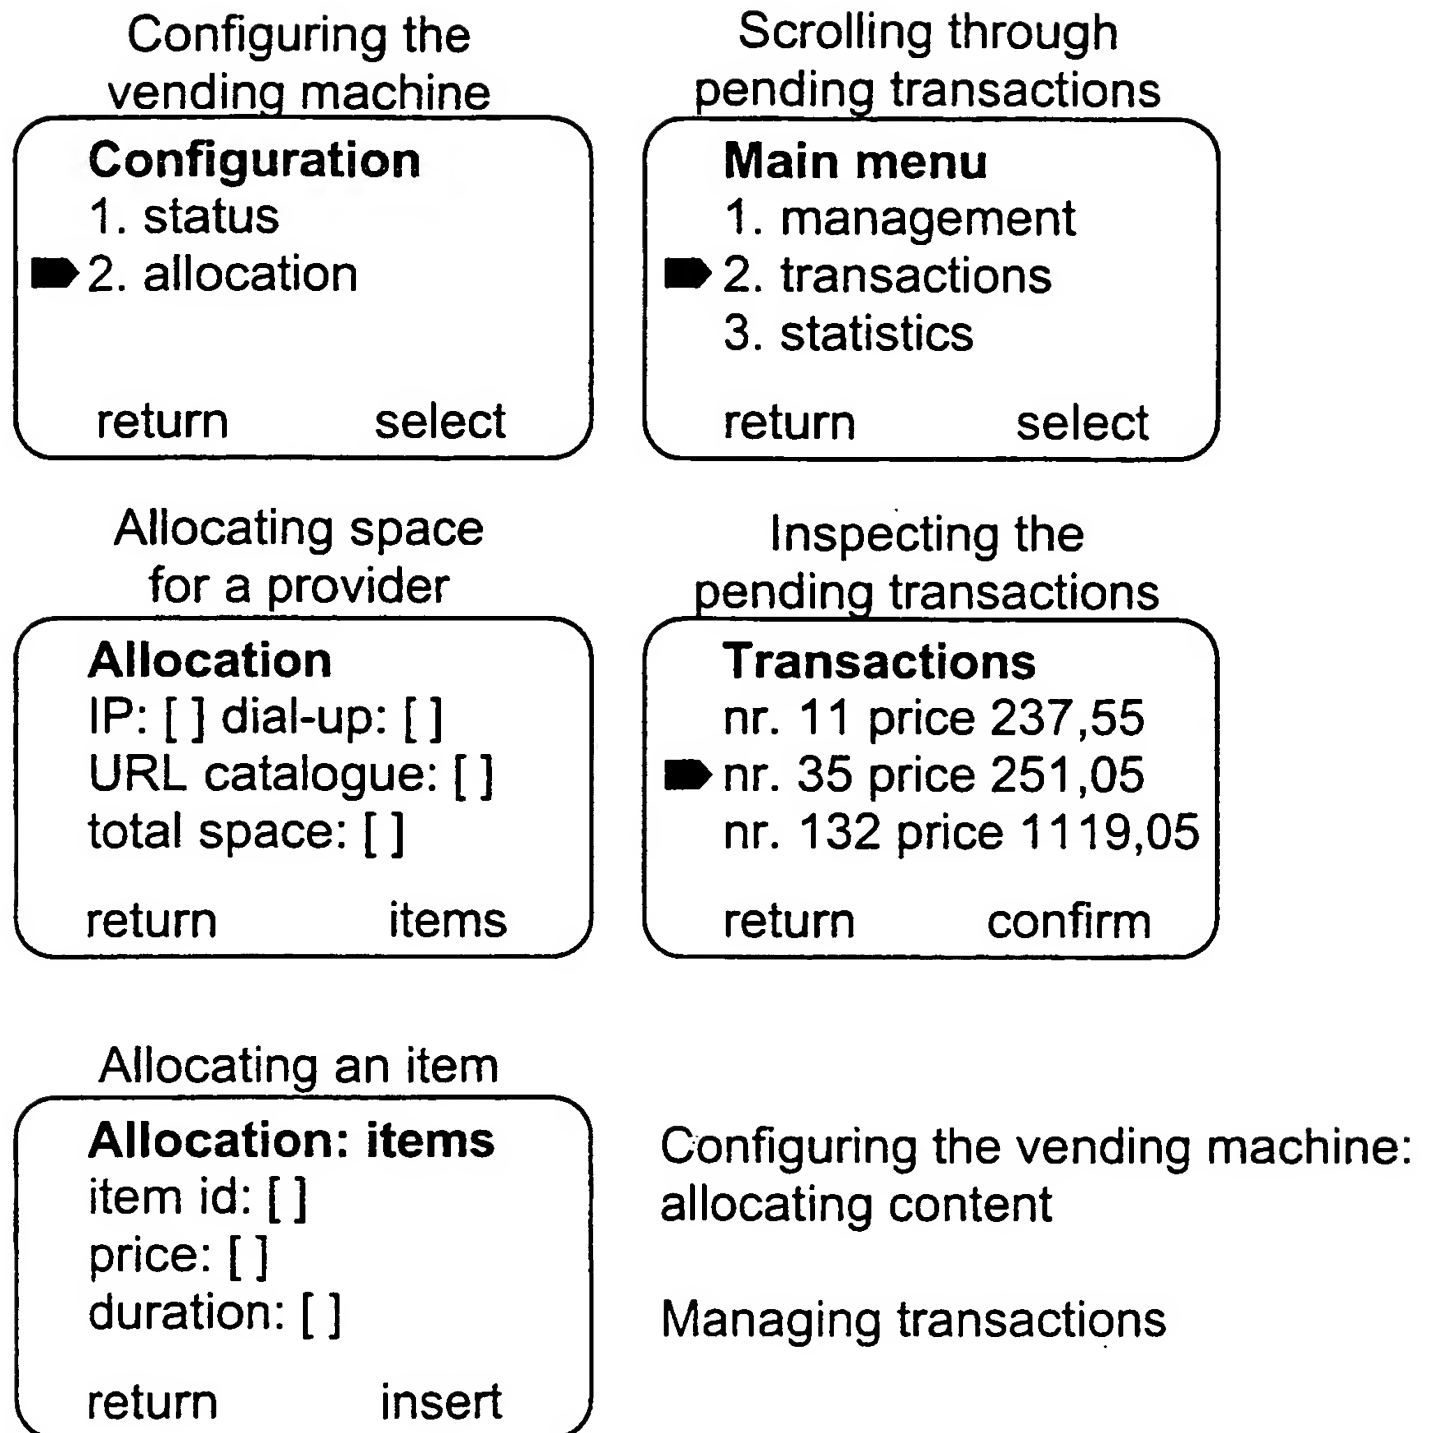 Configuring the
vending machine
Configuration
1. status
2. allocation
return select
Scrolling through
pending transactions
Main menu
1. management
2. transactions
3. statistics
return select
Allocating space
for a provider
Allocation
IP: [ ] dial-up: [ ]
URL catalogue: [ ]
total space: [ ]
return items
Inspecting the
pending transactions
Transactions
nr. 11 price 237,55
nr. 35 price 251,05
nr. 132 price 1119,05
return confirm
Allocating an item
Allocation: items
item id: [ ]
price: [ ]
duration: [ ]
return insert
Configuring the vending machine:
allocating content
Managing transactions